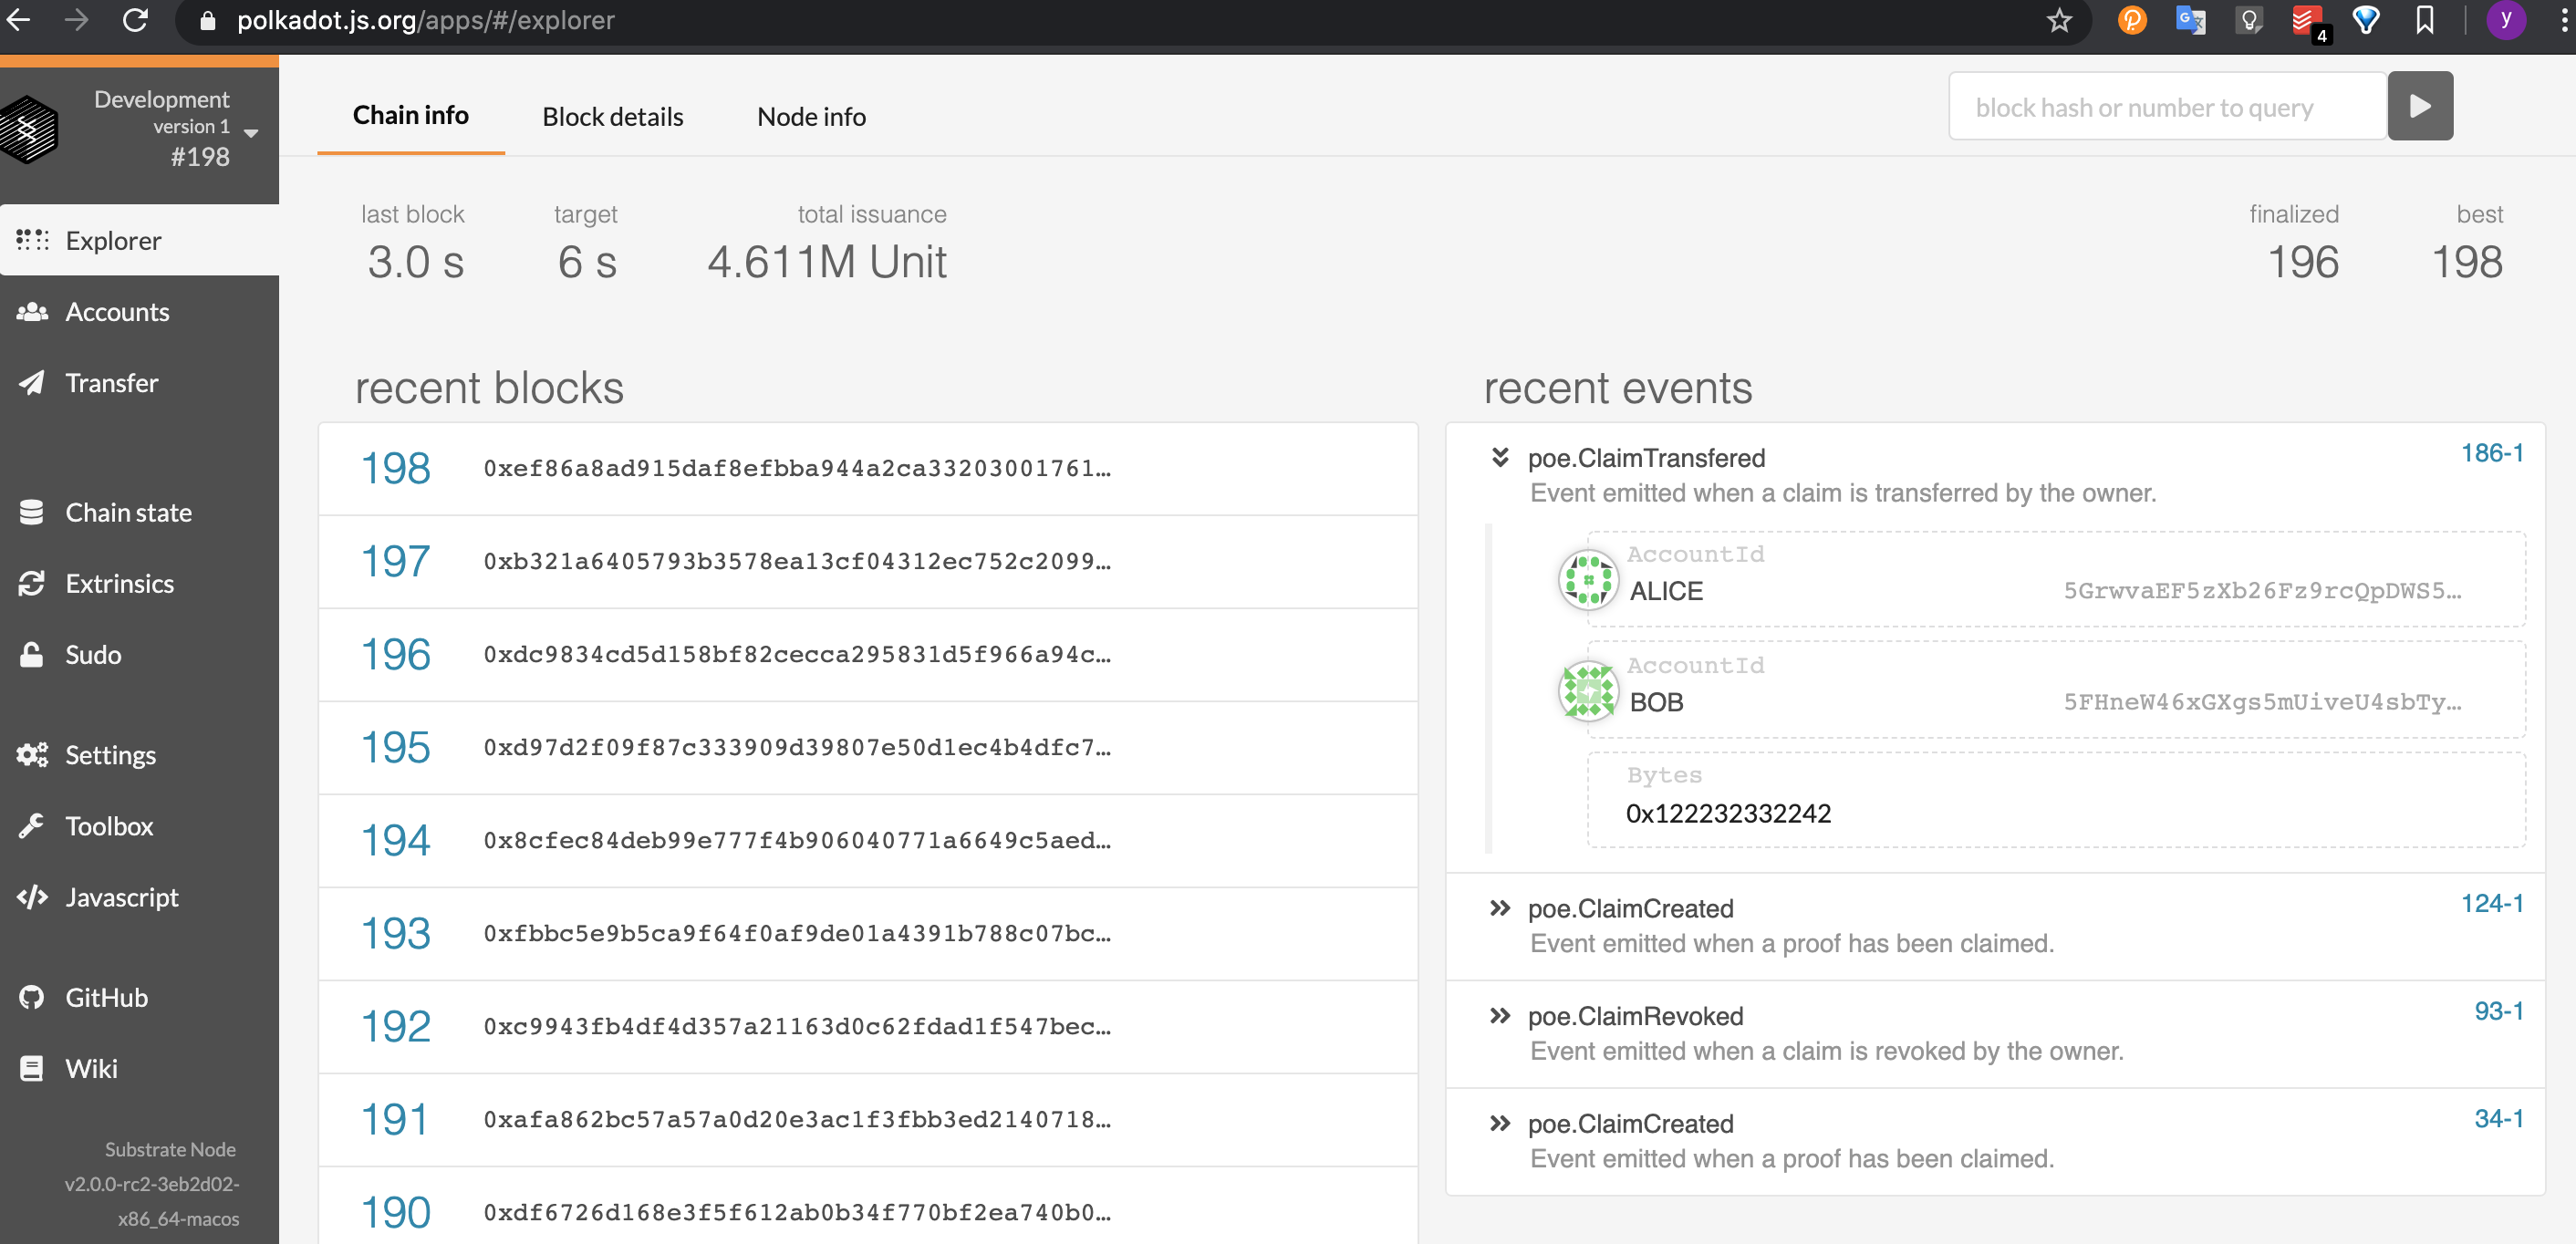 polkadot.js.org/apps/#/explorer
4
y
Development
version 1
#198
Explorer
Accounts
Transfer
Chain state
Extrinsics
Sudo
Settings
Toolbox
Javascript
GitHub
Wiki
Substrate Node
v2.0.0-rc2-3eb2d02-
x86_64-macos
Chain info
Block details
Node info
block hash or number to query
last block
3.0 s
target
6 s
total issuance
4.611M Unit
finalized
196
best
198
recent blocks
198 0xef86a8ad915daf8efbba944a2ca33203001761…
197 0xb321a6405793b3578ea13cf04312ec752c2099…
196 0xdc9834cd5d158bf82cecca295831d5f966a94c…
195 0xd97d2f09f87c333909d39807e50d1ec4b4dfc7…
194 0x8cfec84deb99e777f4b906040771a6649c5aed…
193 0xfbbc5e9b5ca9f64f0af9de01a4391b788c07bc…
192 0xc9943fb4df4d357a21163d0c62fdad1f547bec…
191 0xafa862bc57a57a0d20e3ac1f3fbb3ed2140718…
190 0xdf6726d168e3f5f612ab0b34f770bf2ea740b0…
recent events
poe.ClaimTransfered 186-1
Event emitted when a claim is transferred by the owner.
AccountId
ALICE 5GrwvaEF5zXb26Fz9rcQpDWS5…
AccountId
BOB 5FHneW46xGXgs5mUiveU4sbTy…
Bytes
0x122232332242
poe.ClaimCreated 124-1
Event emitted when a proof has been claimed.
poe.ClaimRevoked 93-1
Event emitted when a claim is revoked by the owner.
poe.ClaimCreated 34-1
Event emitted when a proof has been claimed.